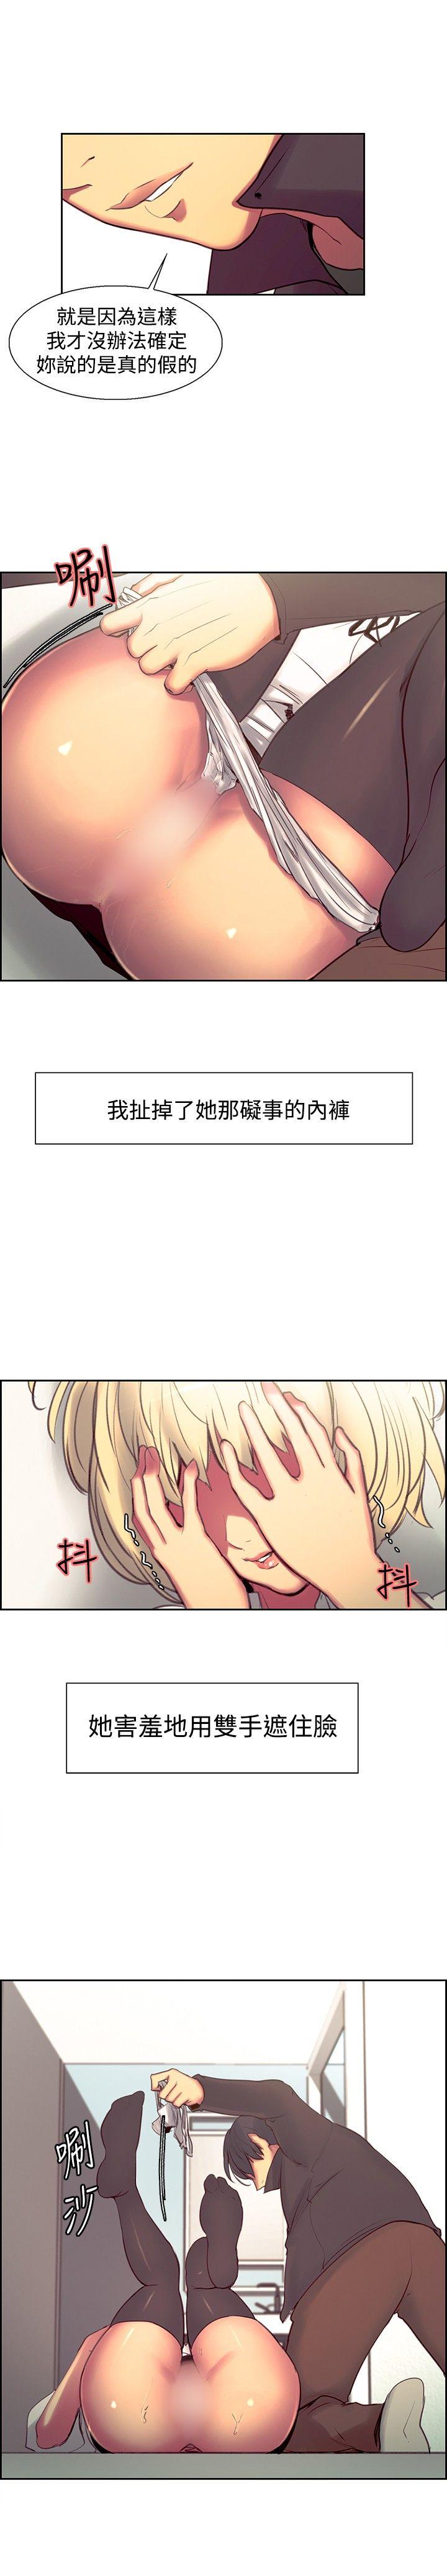 就是因為這樣
我才沒辦法確定
妳說的是真的假的
唰
我扯掉了她那礙事的內褲
抖
抖
她害羞地用雙手遮住臉
唰
沙